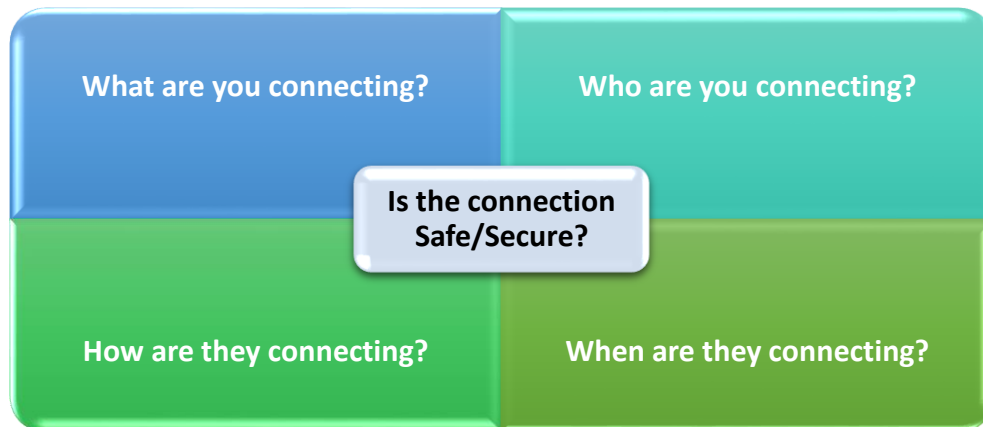 What are you connecting?
Who are you connecting?
Is the connection
Safe/Secure?
How are they connecting?
When are they connecting?